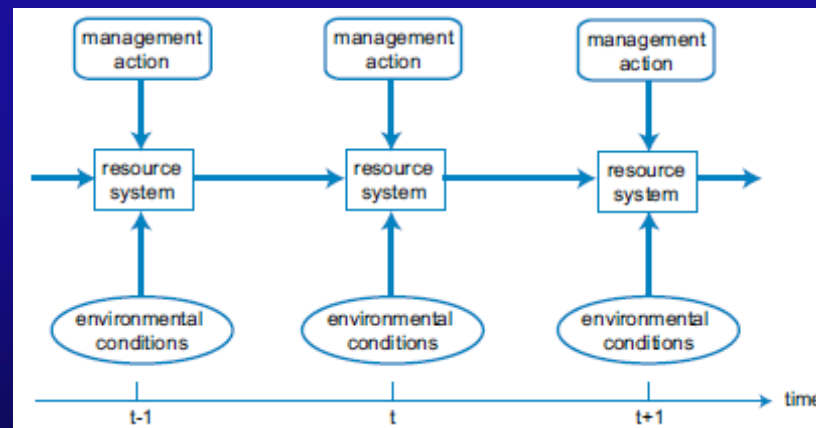 management
action
management
action
management
action
resource
system
resource
system
resource
system
environmental
conditions
environmental
conditions
environmental
conditions
time
t-1
t
t+1